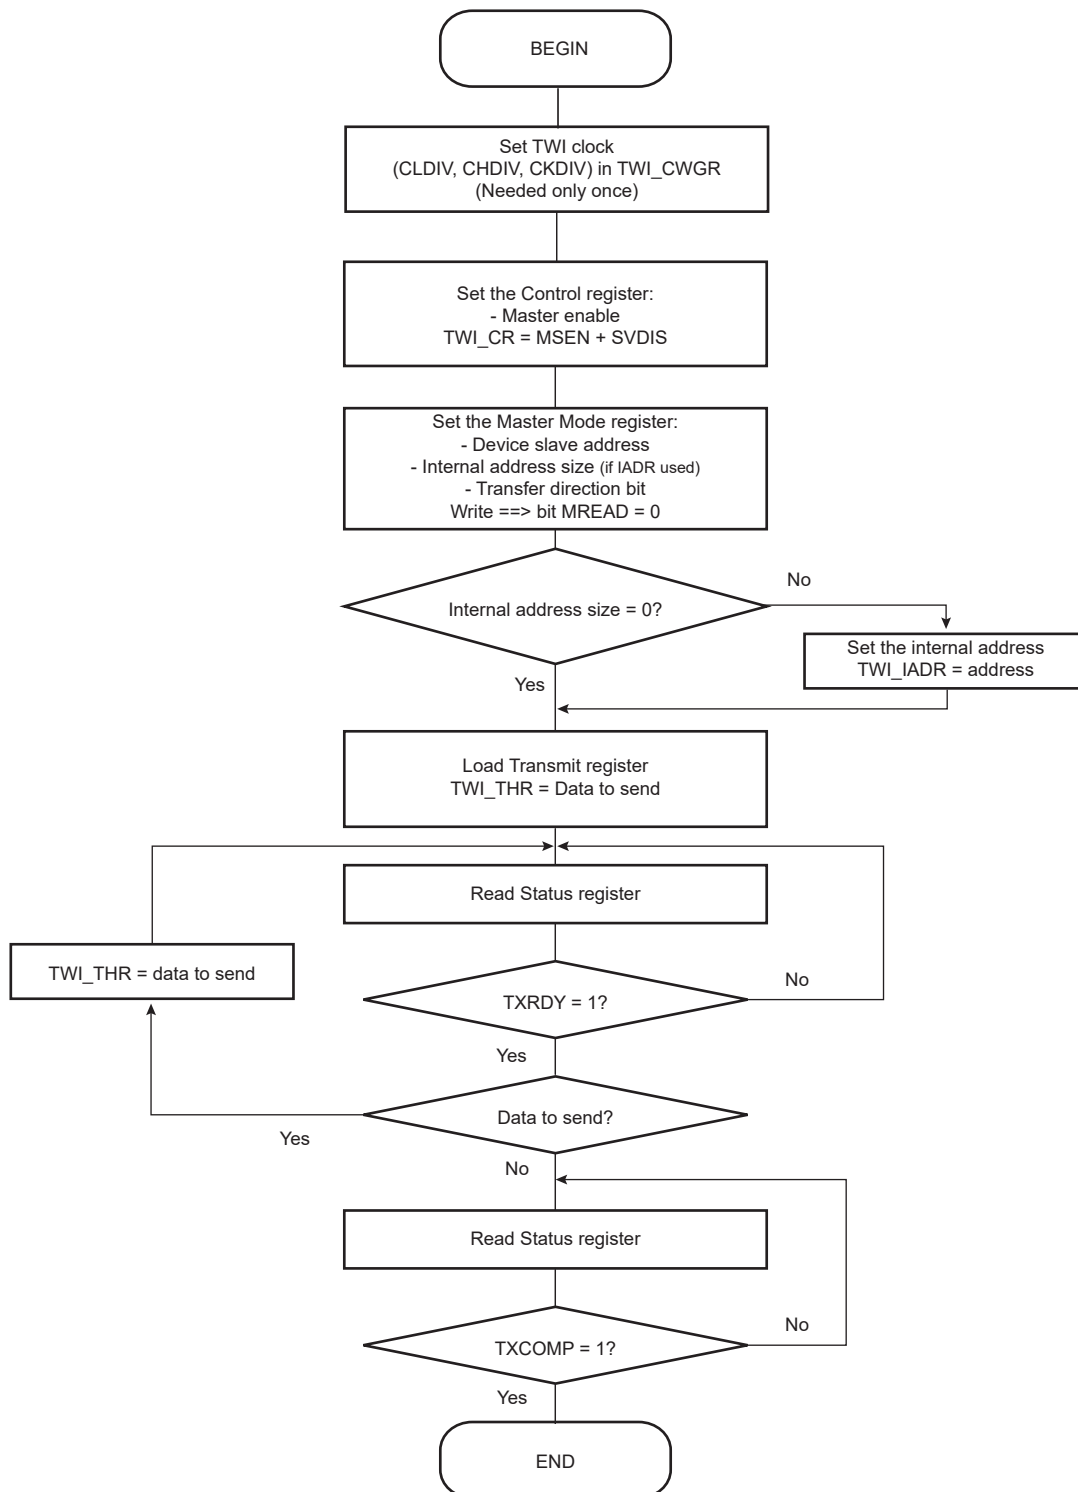 BEGIN
Set TWI clock
(CLDIV, CHDIV, CKDIV) in TWI_CWGR
(Needed only once)
Set the Control register:
- Master enable
TWI_CR = MSEN + SVDIS
Set the Master Mode register:
- Device slave address
- Internal address size (if IADR used)
- Transfer direction bit
Write ==> bit MREAD = 0
No
Internal address size = 0?
Set the internal address
TWI_IADR = address
Yes
Load Transmit register
TWI_THR = Data to send
Read Status register
TWI_THR = data to send
No
TXRDY = 1?
Yes
Data to send?
Yes
No
Read Status register
No
TXCOMP = 1?
Yes
END